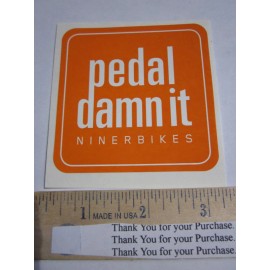 pedal
damn it
NINERBIKES
1 MADE IN USA 2 3
Thank You for your Purchase.
Thank You for your Purchase.
Thank You for your Purchase.